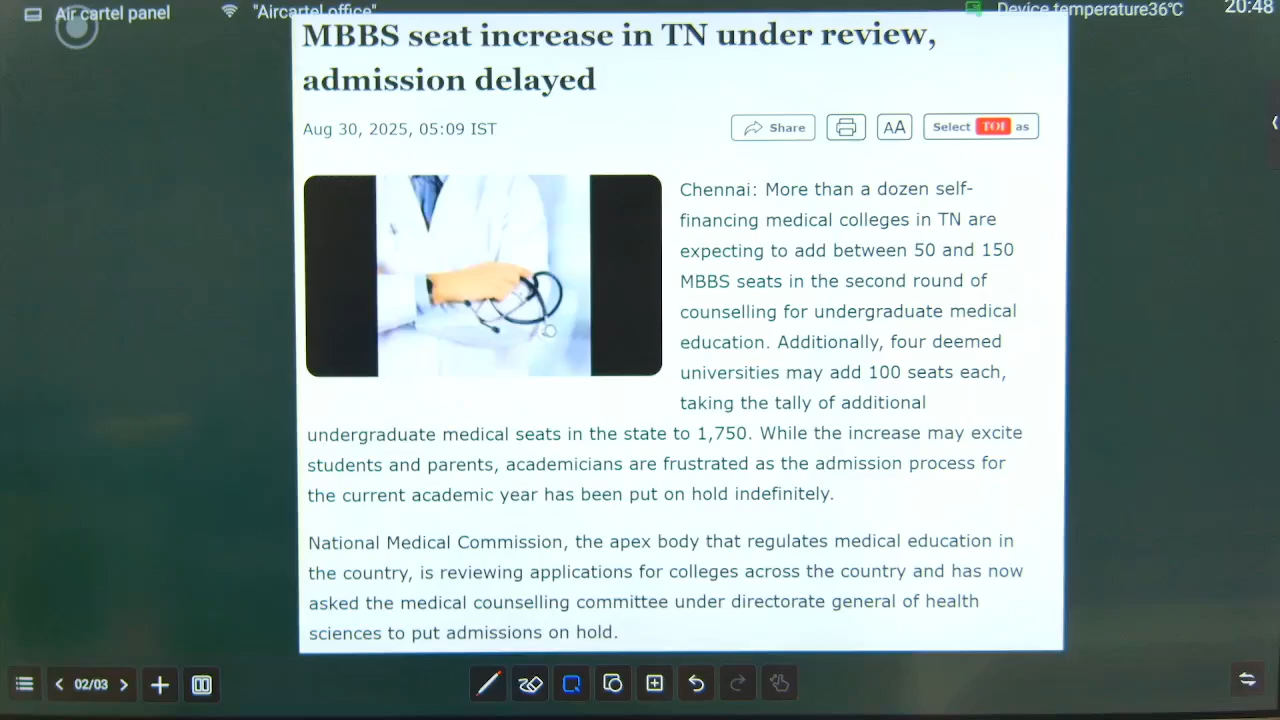 Air cartel panel
"Aircartel office"
Device temperature36℃
20:48
MBBS seat increase in TN under review,
admission delayed
Aug 30, 2025, 05:09 IST
Share
AA
Select TOI as
Chennai: More than a dozen self-
financing medical colleges in TN are
expecting to add between 50 and 150
MBBS seats in the second round of
counselling for undergraduate medical
education. Additionally, four deemed
universities may add 100 seats each,
taking the tally of additional
undergraduate medical seats in the state to 1,750. While the increase may excite
students and parents, academicians are frustrated as the admission process for
the current academic year has been put on hold indefinitely.
National Medical Commission, the apex body that regulates medical education in
the country, is reviewing applications for colleges across the country and has now
asked the medical counselling committee under directorate general of health
sciences to put admissions on hold.
02/03